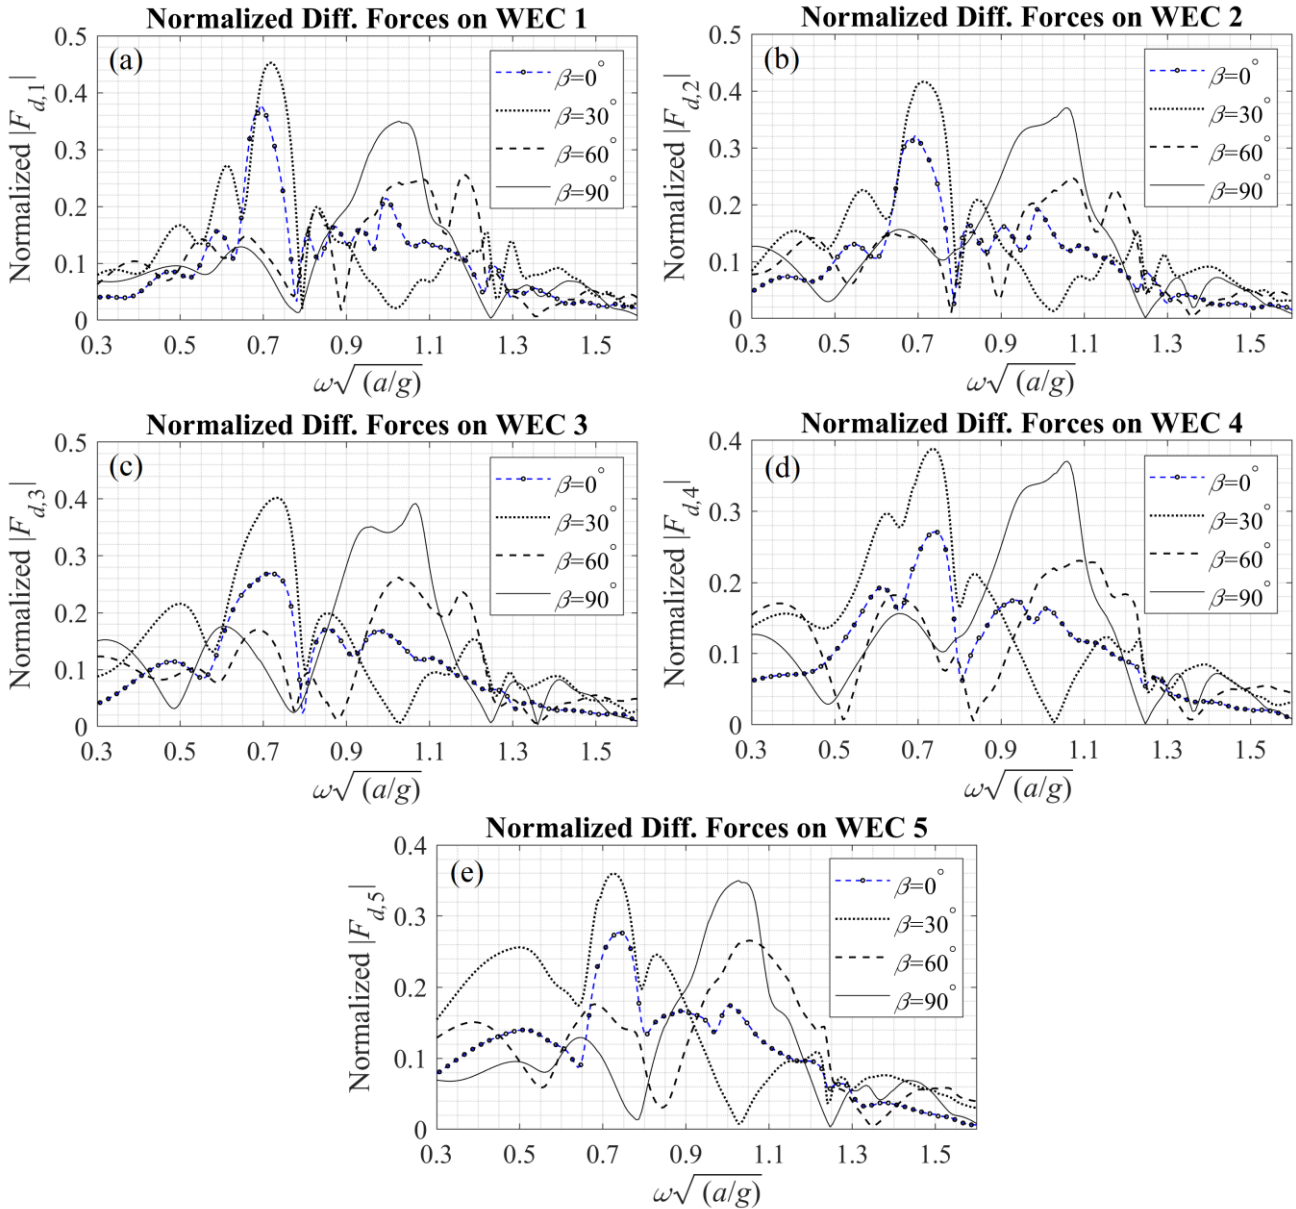 Normalized Diff. Forces on WEC 1
(a)
Normalized |F_{d,1}|
0.5
0.4
0.3
0.2
0.1
0
0.3 0.5 0.7 0.9 1.1 1.3 1.5
ω√(a/g)
β=0°
β=30°
β=60°
β=90°
Normalized Diff. Forces on WEC 2
(b)
Normalized |F_{d,2}|
0.5
0.4
0.3
0.2
0.1
0
0.3 0.5 0.7 0.9 1.1 1.3 1.5
ω√(a/g)
β=0°
β=30°
β=60°
β=90°
Normalized Diff. Forces on WEC 3
(c)
Normalized |F_{d,3}|
0.5
0.4
0.3
0.2
0.1
0
0.3 0.5 0.7 0.9 1.1 1.3 1.5
ω√(a/g)
β=0°
β=30°
β=60°
β=90°
Normalized Diff. Forces on WEC 4
(d)
Normalized |F_{d,4}|
0.4
0.3
0.2
0.1
0
0.3 0.5 0.7 0.9 1.1 1.3 1.5
ω√(a/g)
β=0°
β=30°
β=60°
β=90°
Normalized Diff. Forces on WEC 5
(e)
Normalized |F_{d,5}|
0.4
0.3
0.2
0.1
0
0.3 0.5 0.7 0.9 1.1 1.3 1.5
ω√(a/g)
β=0°
β=30°
β=60°
β=90°